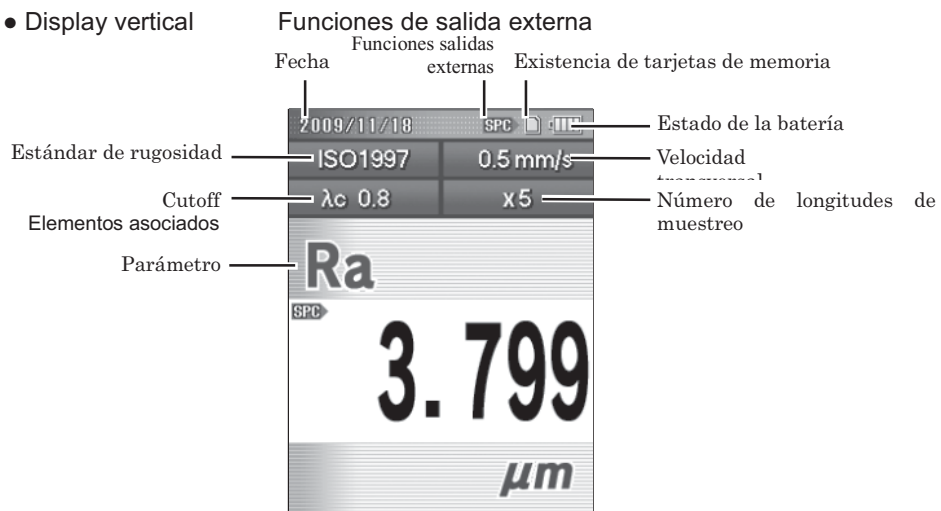 ● Display vertical Funciones de salida externa
Funciones salidas
externas
Fecha
Existencia de tarjetas de memoria
2009/11/18 SPC
Estado de la batería
Estándar de rugosidad
ISO1997 0.5 mm/s
Velocidad
transversal
Cutoff
λc 0.8 x5
Número de longitudes de
muestreo
Elementos asociados
Parámetro
Ra
SPC
3.799
µm